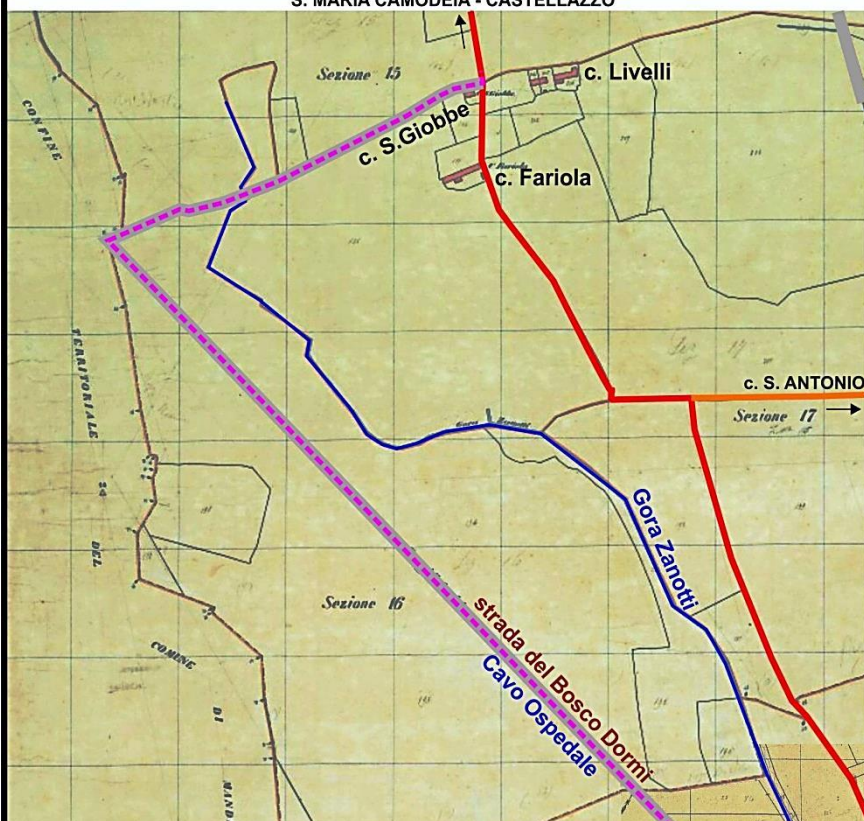 S. MARIA CAMODEIA - CASTELLAZZO
Sezione 15
c. Livelli
c. S.Giobbe
c. Fariola
CONFINE
TERRITORIALE
DEL
COMUNE
DI
c. S. ANTONIO
Sezione 17
Gora Zanotti
Sezione 16
strada del Bosco Dormi
Cavo Ospedale